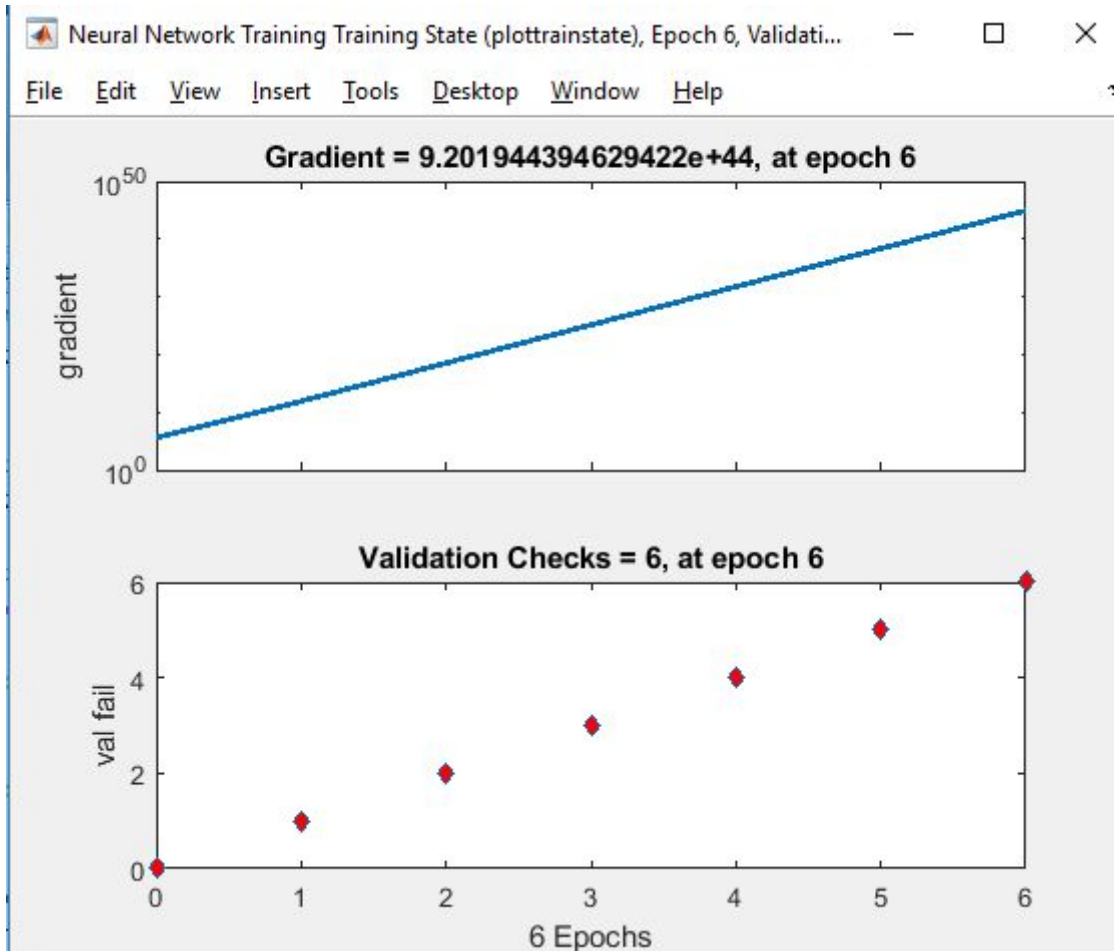 Neural Network Training Training State (plottrainstate), Epoch 6, Validati...
File Edit View Insert Tools Desktop Window Help
Gradient = 9.201944394629422e+44, at epoch 6
10^50
gradient
10^0
Validation Checks = 6, at epoch 6
6
4
val fail
2
0
0 1 2 3 4 5 6
6 Epochs